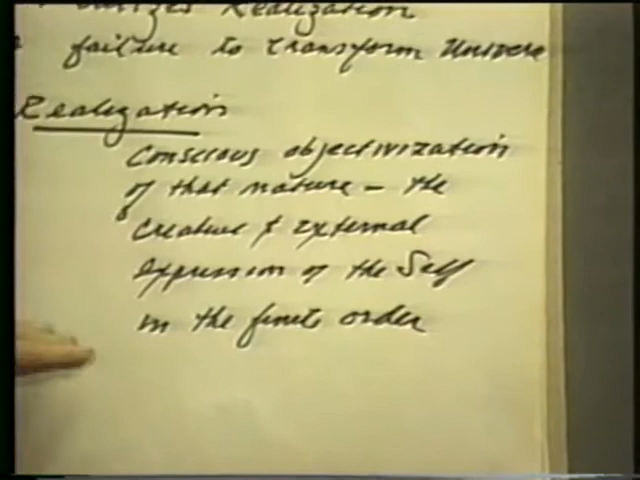 Realization
failure to transform Universe
Realization
Conscious objectivization
of that nature – the
Creative & external
expression of the Self
in the finite order